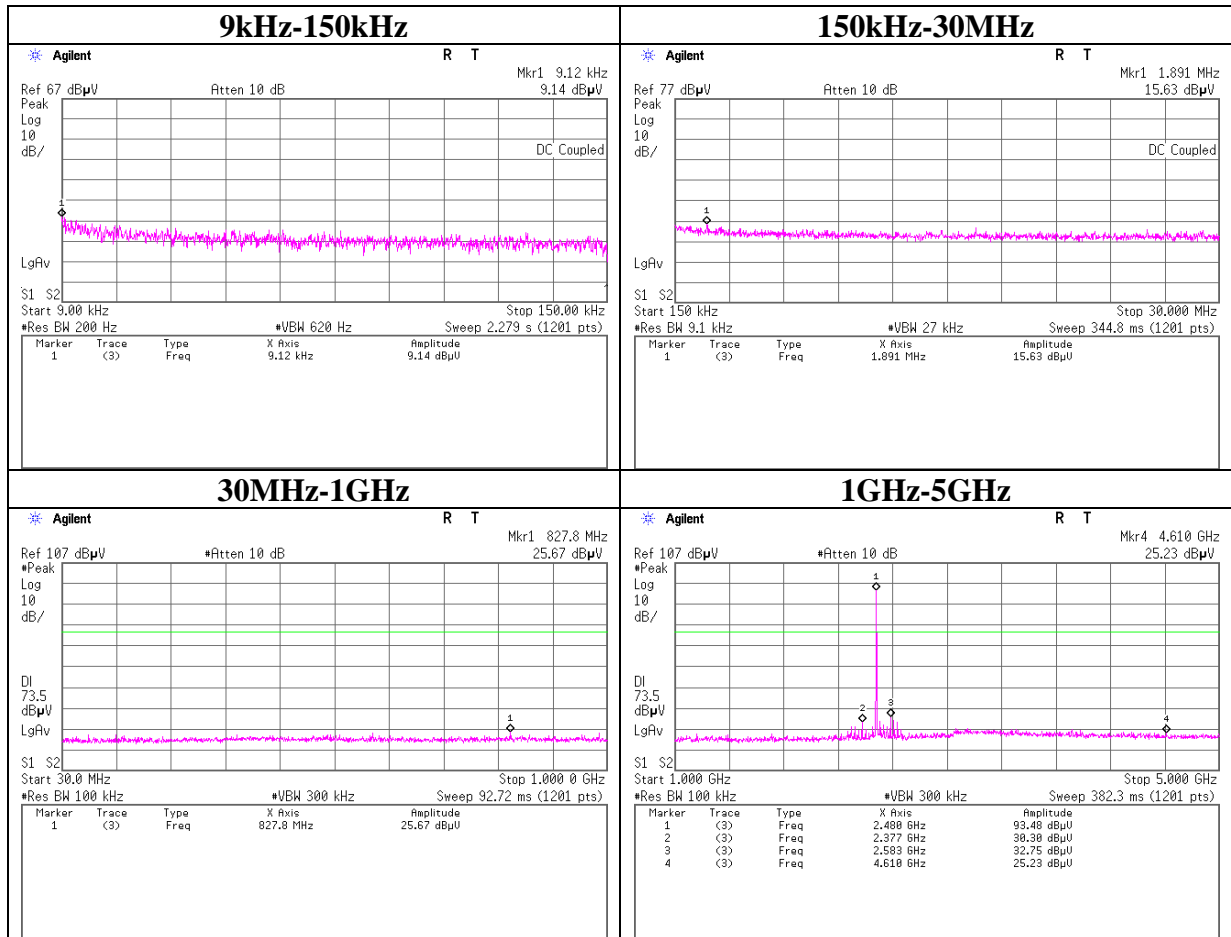 9kHz-150kHz
Agilent R T
Mkr1 9.12 kHz
Ref 67 dBµV Atten 10 dB 9.14 dBµV
Peak
Log
10
dB/
DC Coupled
1
LgAv
S1 S2
Start 9.00 kHz Stop 150.00 kHz
#Res BW 200 Hz #VBW 620 Hz Sweep 2.279 s (1201 pts)
Marker Trace Type X Axis Amplitude
1 (3) Freq 9.12 kHz 9.14 dBµV
150kHz-30MHz
Agilent R T
Mkr1 1.891 MHz
Ref 77 dBµV Atten 10 dB 15.63 dBµV
Peak
Log
10
dB/
DC Coupled
1
LgAv
S1 S2
Start 150 kHz Stop 30.000 MHz
#Res BW 9.1 kHz #VBW 27 kHz Sweep 344.8 ms (1201 pts)
Marker Trace Type X Axis Amplitude
1 (3) Freq 1.891 MHz 15.63 dBµV
30MHz-1GHz
Agilent R T
Mkr1 827.8 MHz
Ref 107 dBµV #Atten 10 dB 25.67 dBµV
#Peak
Log
10
dB/
DI
73.5
dBµV
1
LgAv
S1 S2
Start 30.0 MHz Stop 1.000 0 GHz
#Res BW 100 kHz #VBW 300 kHz Sweep 92.72 ms (1201 pts)
Marker Trace Type X Axis Amplitude
1 (3) Freq 827.8 MHz 25.67 dBµV
1GHz-5GHz
Agilent R T
Mkr4 4.610 GHz
Ref 107 dBµV #Atten 10 dB 25.23 dBµV
#Peak
1
Log
10
dB/
DI
73.5
dBµV
2 3
4
LgAv
S1 S2
Start 1.000 GHz Stop 5.000 GHz
#Res BW 100 kHz #VBW 300 kHz Sweep 382.3 ms (1201 pts)
Marker Trace Type X Axis Amplitude
1 (3) Freq 2.480 GHz 93.48 dBµV
2 (3) Freq 2.377 GHz 30.30 dBµV
3 (3) Freq 2.583 GHz 32.75 dBµV
4 (3) Freq 4.610 GHz 25.23 dBµV